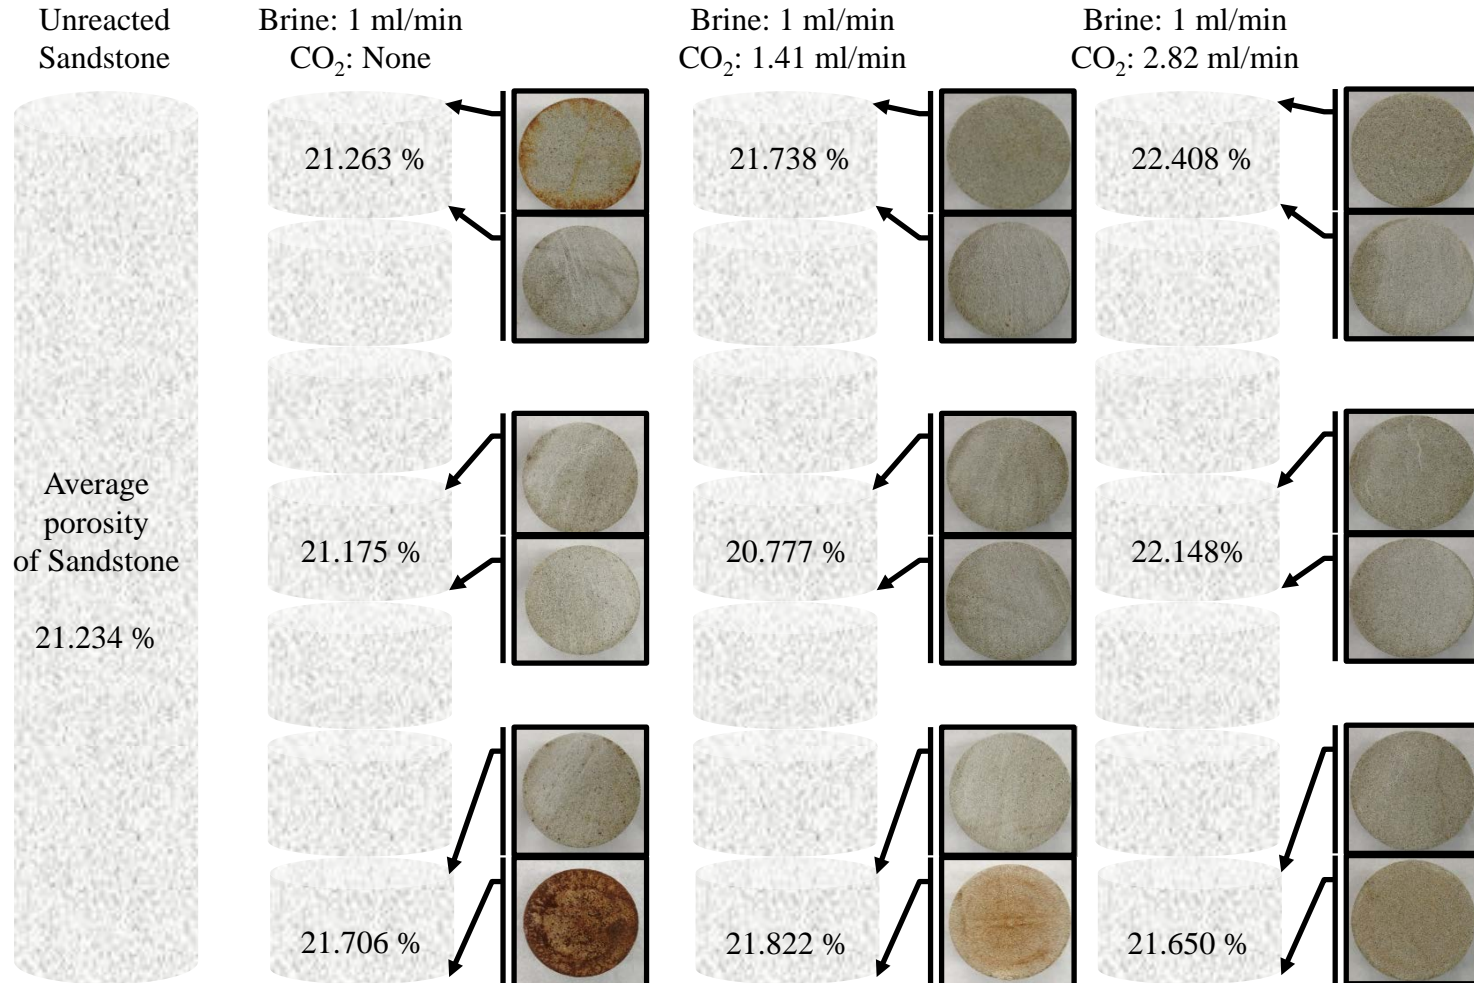 Unreacted
Sandstone
Brine: 1 ml/min
CO₂: None
Brine: 1 ml/min
CO₂: 1.41 ml/min
Brine: 1 ml/min
CO₂: 2.82 ml/min
21.263 %
21.738 %
22.408 %
Average
porosity
of Sandstone
21.234 %
21.175 %
20.777 %
22.148%
21.706 %
21.822 %
21.650 %